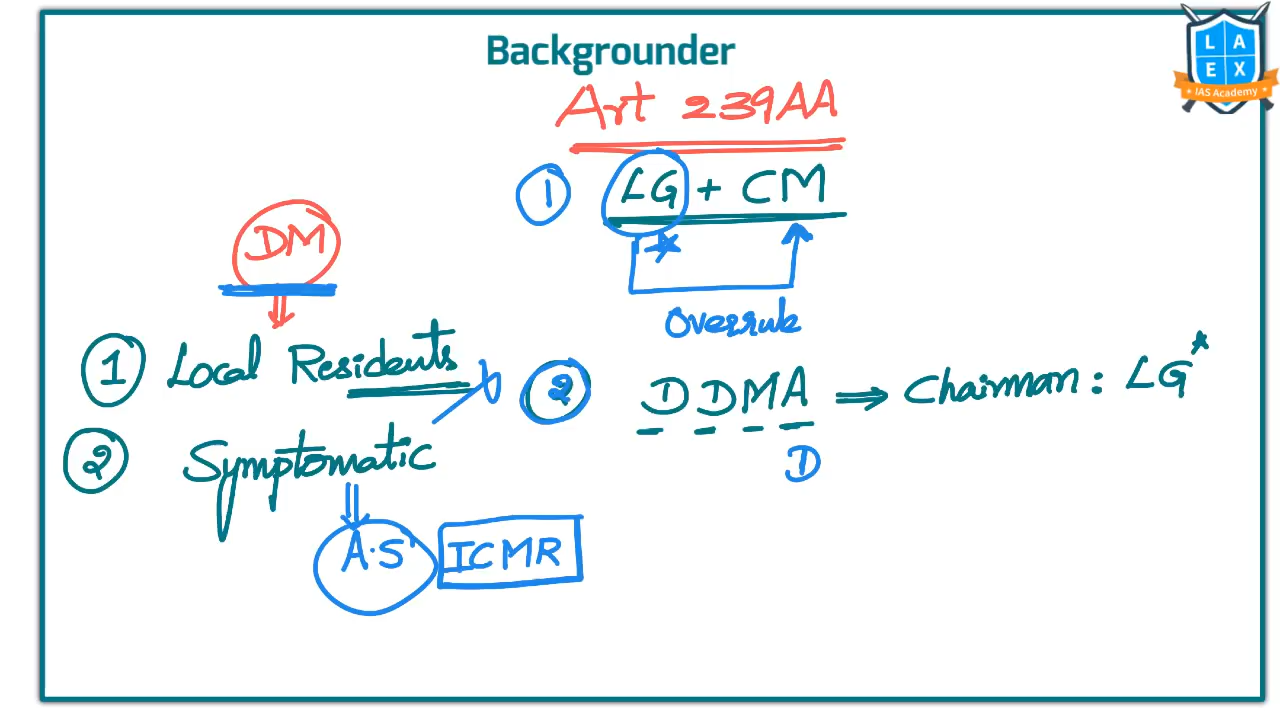 Backgrounder
L A
E X
IAS Academy
Art 239AA
1 LG + CM
Overrule
DM
1 Local Residents
2 Symptomatic
A.S ICMR
2 DDMA ⇒ Chairman : LG*
D